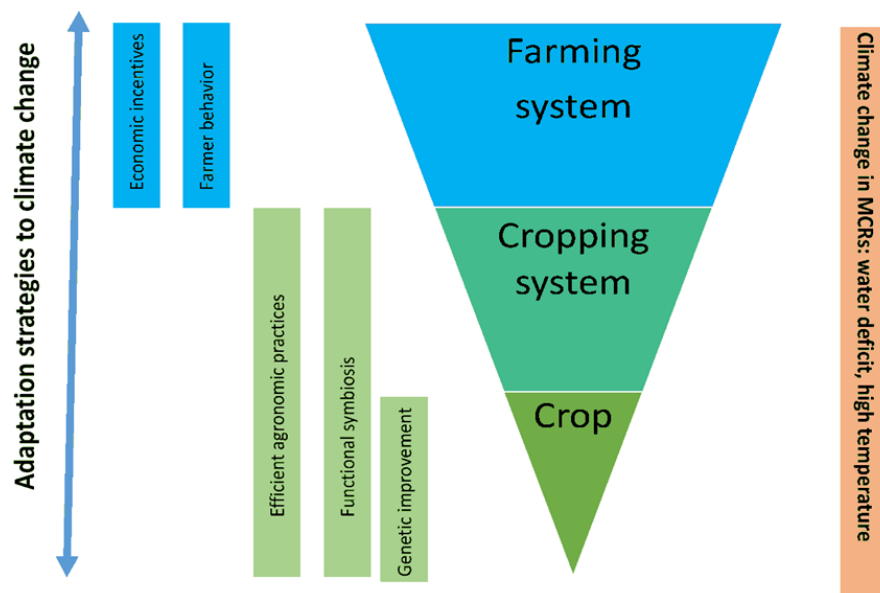 Adaptation strategies to climate change
Economic incentives
Farmer behavior
Efficient agronomic practices
Functional symbiosis
Genetic improvement
Farming
system
Cropping
system
Crop
Climate change in MCRs: water deficit, high temperature